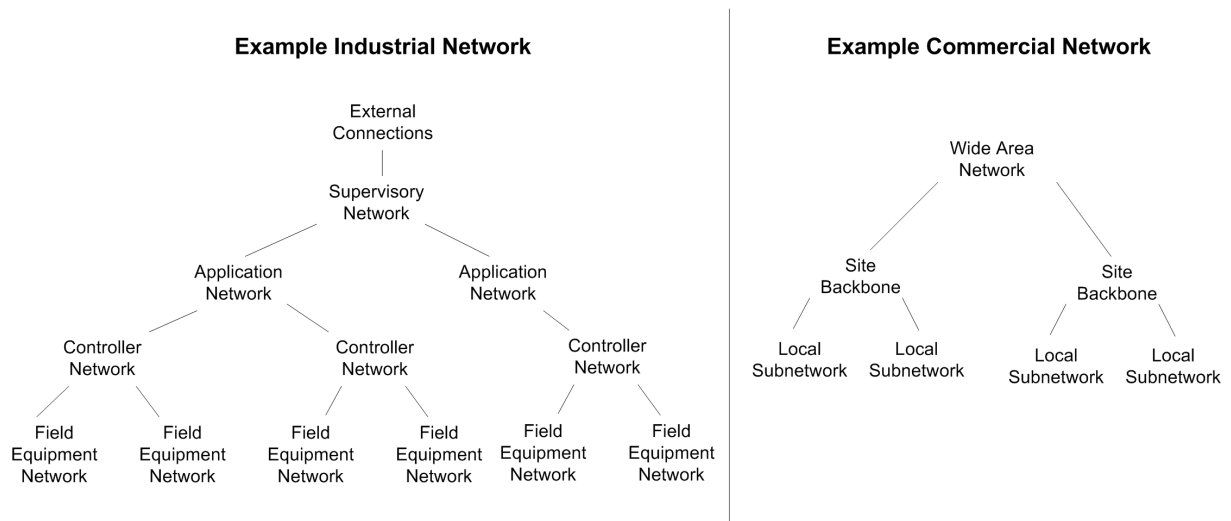 Example Industrial Network
External
Connections
Supervisory
Network
Application
Network
Application
Network
Controller
Network
Controller
Network
Controller
Network
Field
Equipment
Network
Field
Equipment
Network
Field
Equipment
Network
Field
Equipment
Network
Field
Equipment
Network
Field
Equipment
Network
Example Commercial Network
Wide Area
Network
Site
Backbone
Site
Backbone
Local
Subnetwork
Local
Subnetwork
Local
Subnetwork
Local
Subnetwork